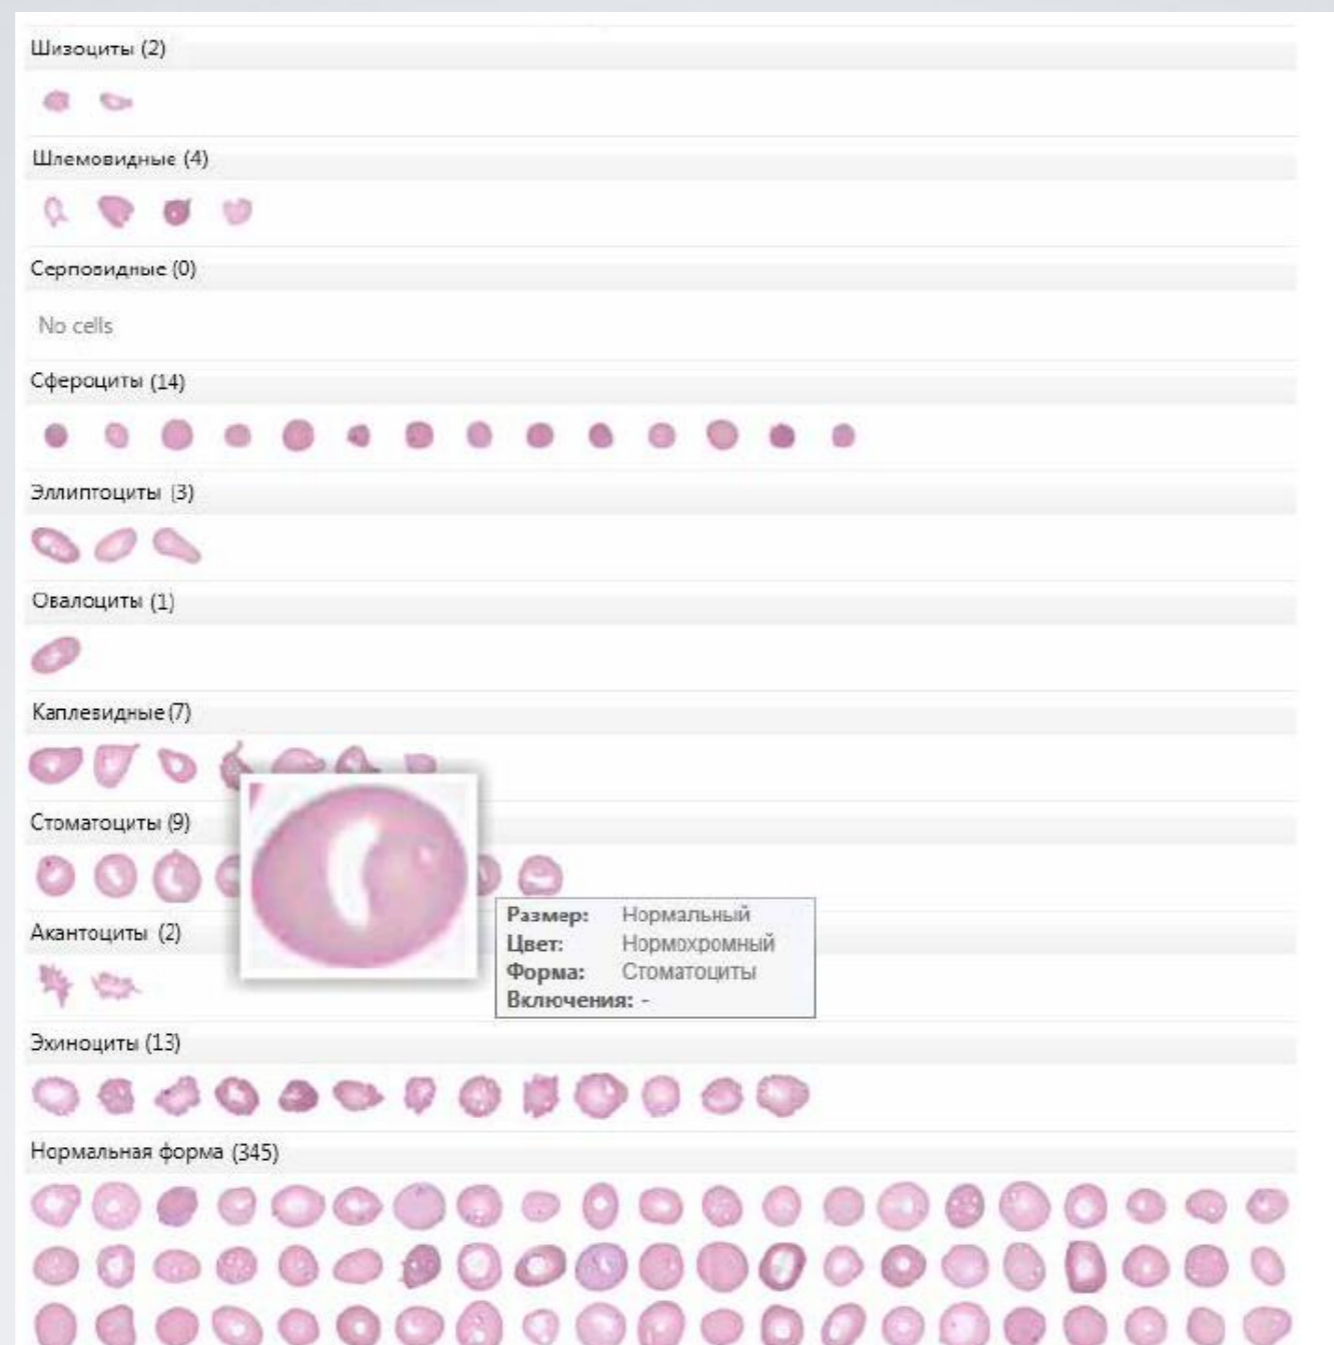 Шизоциты (2)
Шлемовидные (4)
Серповидные (0)
No cells
Сфероциты (14)
Эллиптоциты (3)
Овалоциты (1)
Каплевидные (7)
Стоматоциты (9)
Размер: Нормальный
Цвет: Нормохромный
Форма: Стоматоциты
Включения: -
Акантоциты (2)
Эхиноциты (13)
Нормальная форма (345)